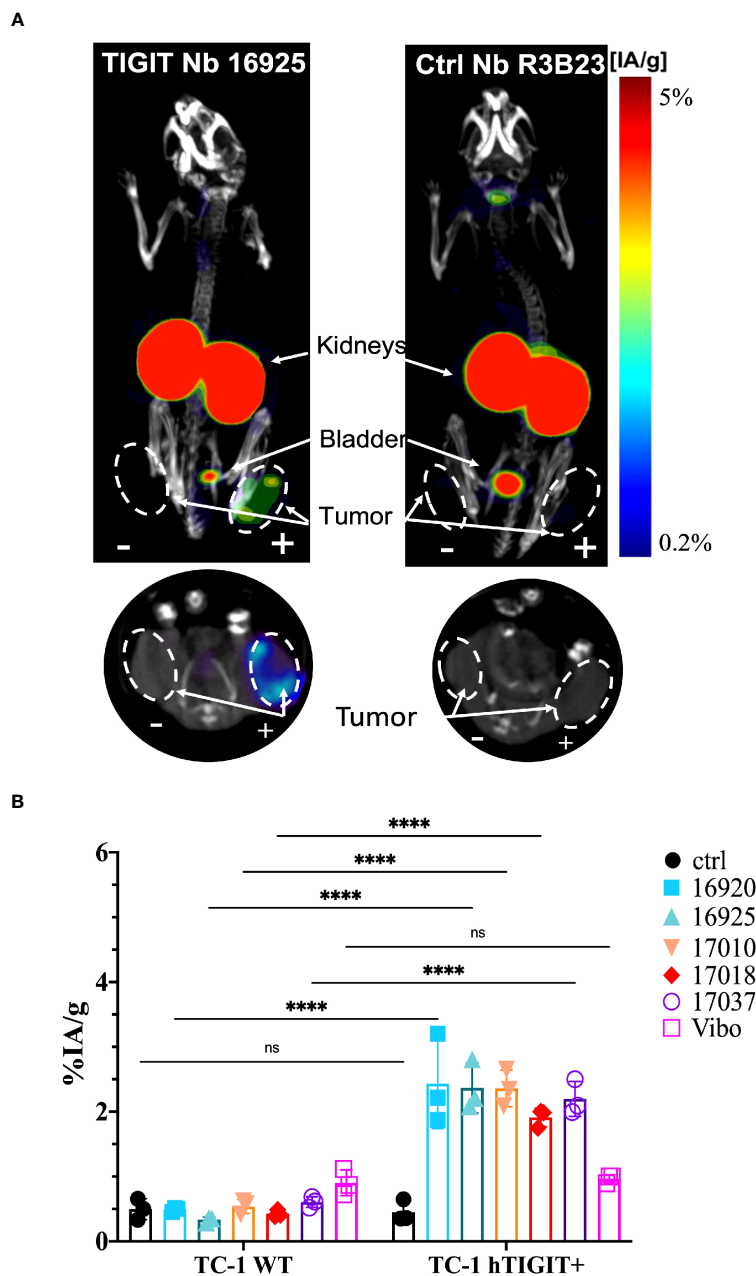 A
TIGIT Nb 16925
Ctrl Nb R3B23
[IA/g]
5%
Kidneys
Bladder
Tumor
- +
- +
0.2%
Tumor
- +
- +
B
****
****
****
ns
****
****
ns
6
4
2
0
%IA/g
TC-1 WT
TC-1 hTIGIT+
ctrl
16920
16925
17010
17018
17037
Vibo